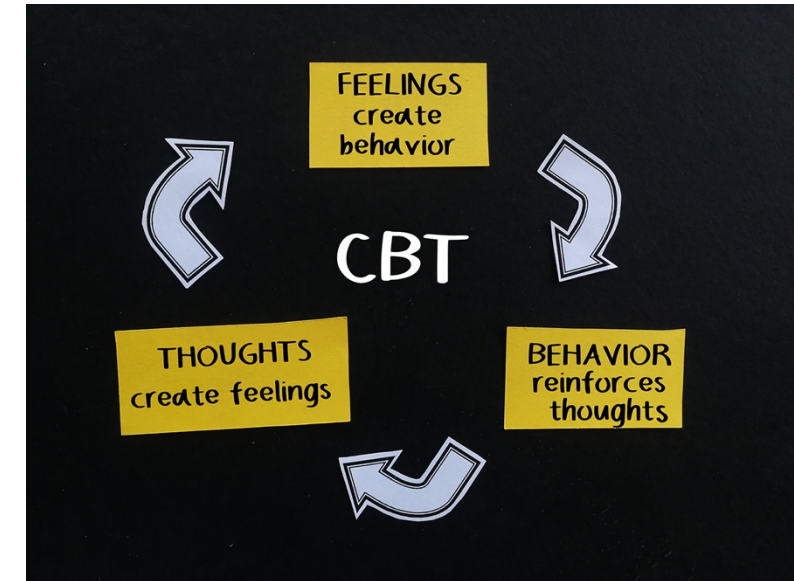 FEELINGS
create
behavior
CBT
THOUGHTS
create feelings
BEHAVIOR
reinforces
thoughts